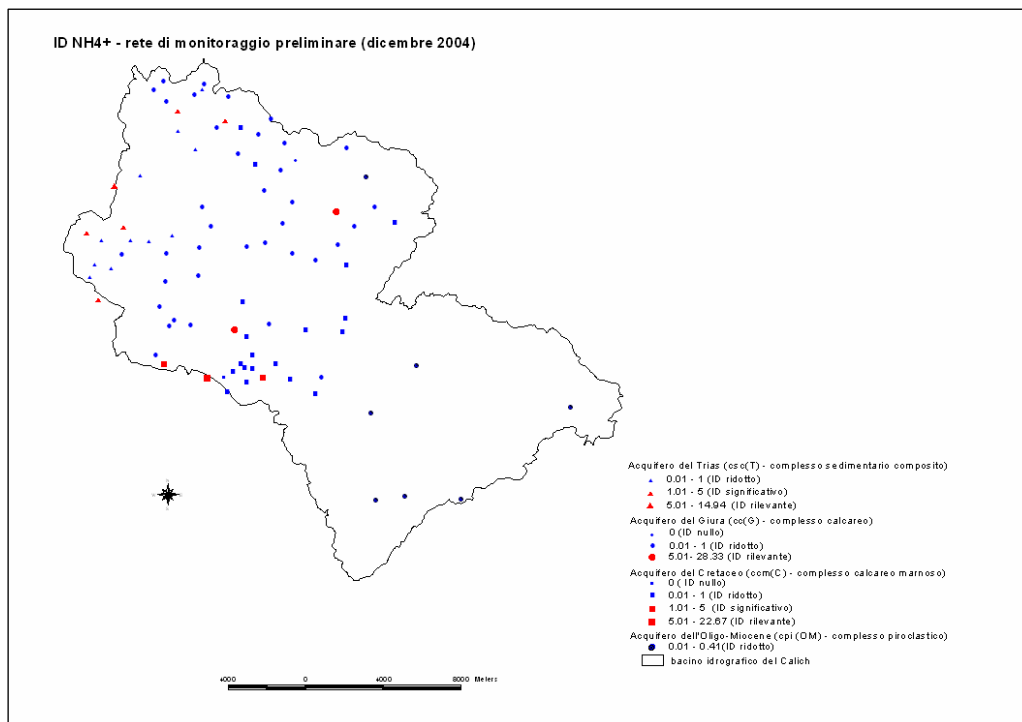 ID NH4+ - rete di monitoraggio preliminare (dicembre 2004)
Acquifero del Trias (csc(T) - complesso sedimentario composito)
0.01 - 1 (ID ridotto)
1.01 - 5 (ID significativo)
5.01 - 14.94 (ID rilevante)
Acquifero del Giura (cc(G) - complesso calcareo)
0 (ID nullo)
0.01 - 1 (ID ridotto)
5.01 - 28.33 (ID rilevante)
Acquifero del Cretaceo (ccm(C) - complesso calcareo marnoso)
0 ( ID nullo)
0.01 - 1 (ID ridotto)
1.01 - 5 (ID significativo)
5.01 - 22.67 (ID rilevante)
Acquifero dell'Oligo-Miocene (cpi (OM) - complesso piroclastico)
0.01 - 0.41(ID ridotto)
bacino idrografico del Calich
4000 0 4000 8000 Meters